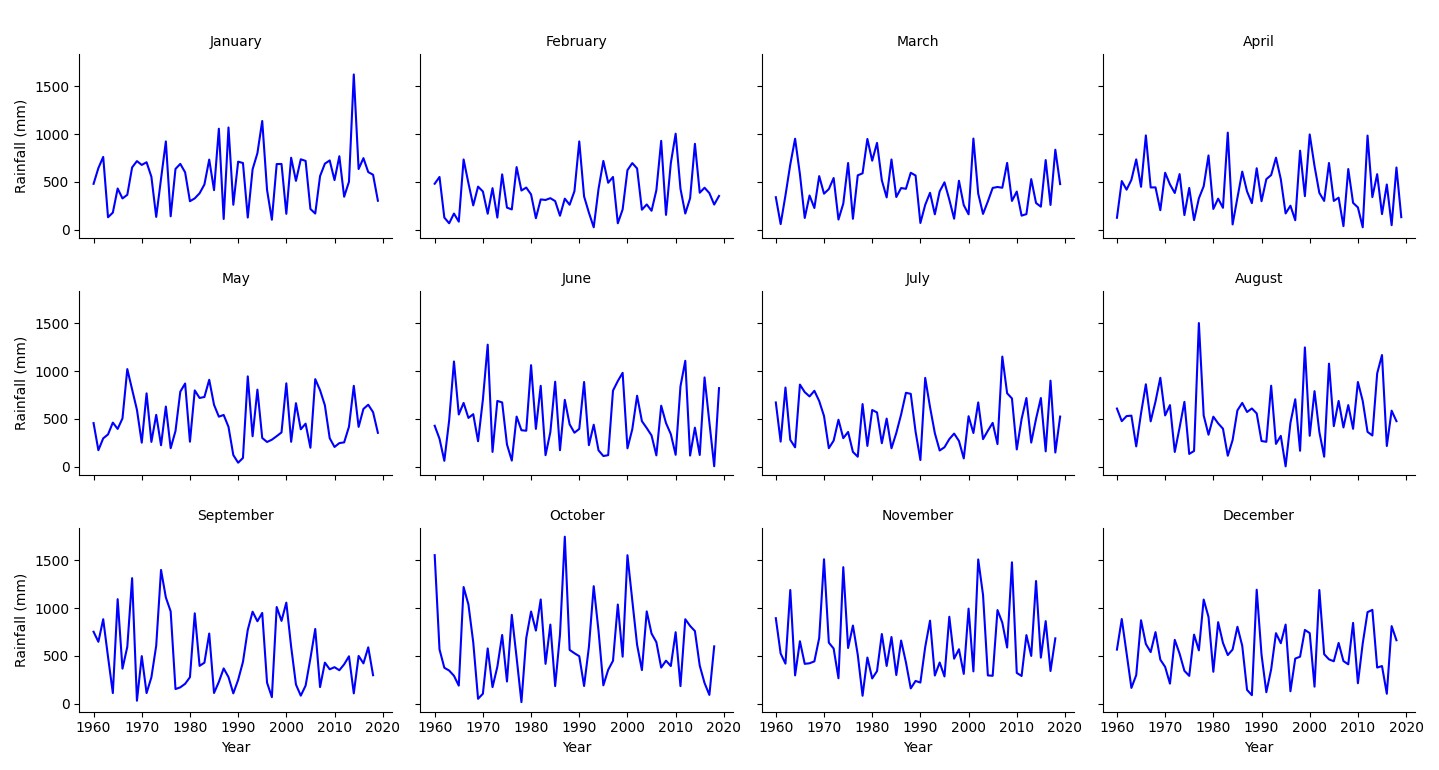 January February March April
Rainfall (mm)
1500
1000
500
0
May June July August
Rainfall (mm)
1500
1000
500
0
September October November December
Rainfall (mm)
1500
1000
500
0
1960 1970 1980 1990 2000 2010 2020 1960 1970 1980 1990 2000 2010 2020 1960 1970 1980 1990 2000 2010 2020 1960 1970 1980 1990 2000 2010 2020
Year Year Year Year